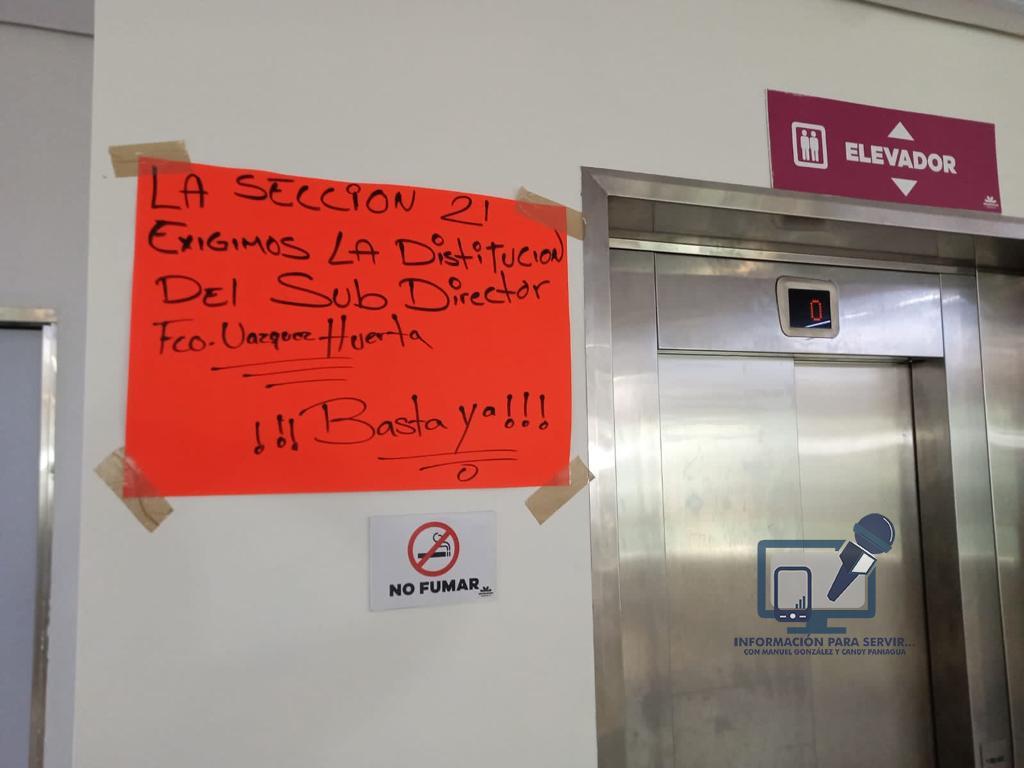 LA SECCION 21
EXIGIMOS LA DistiTUCION
DEl Sub Director
Fco. Vazquez Huerta
¡¡¡ Basta ya!!!
NO FUMAR
ELEVADOR
0
INFORMACIÓN PARA SERVIR...
CON MANUEL GONZÁLEZ Y CANDY PANIAGUA